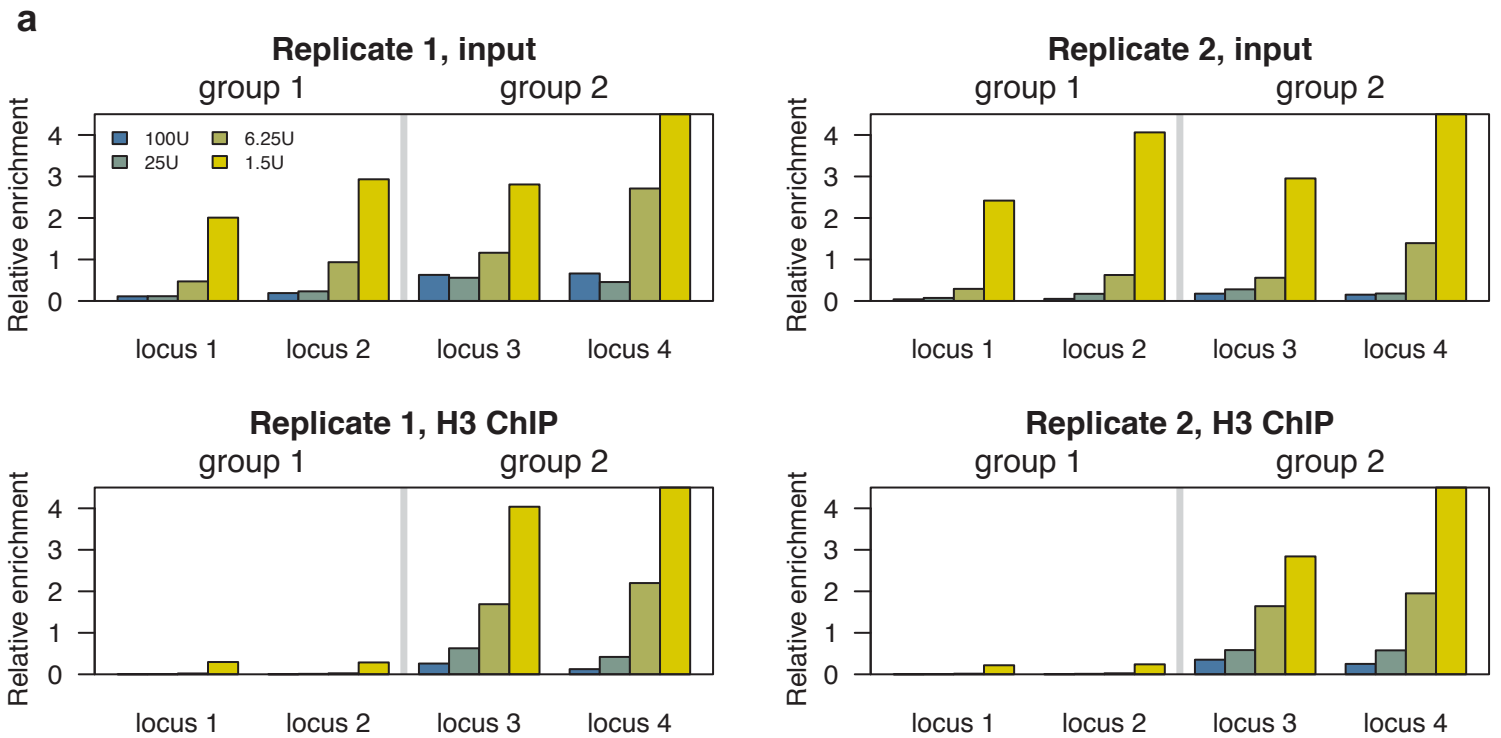 a
Replicate 1, input
group 1 group 2
Relative enrichment
4
3
2
1
0
100U 6.25U
25U 1.5U
locus 1 locus 2 locus 3 locus 4
Replicate 2, input
group 1 group 2
Relative enrichment
4
3
2
1
0
locus 1 locus 2 locus 3 locus 4
Replicate 1, H3 ChIP
group 1 group 2
Relative enrichment
4
3
2
1
0
locus 1 locus 2 locus 3 locus 4
Replicate 2, H3 ChIP
group 1 group 2
Relative enrichment
4
3
2
1
0
locus 1 locus 2 locus 3 locus 4